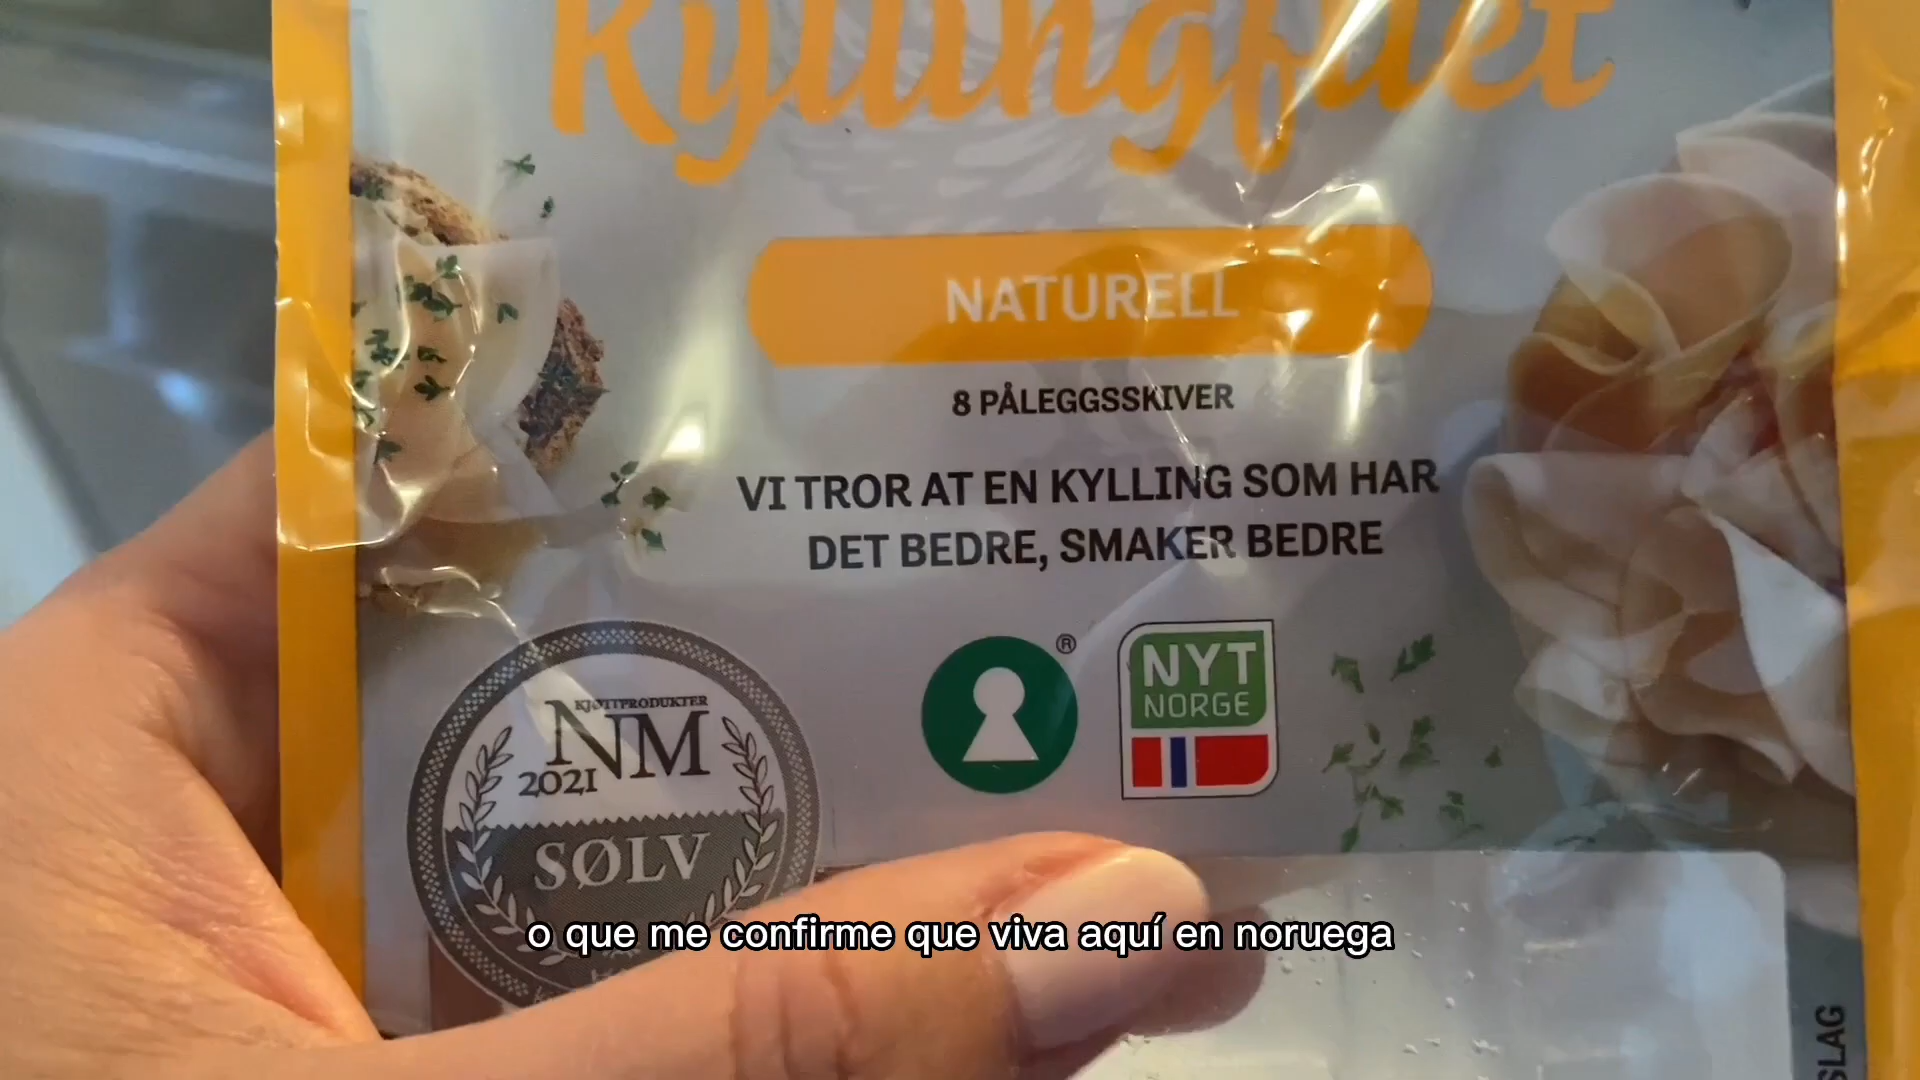 Kyllingfilet
NATURELL
8 PÅLEGGSSKIVER
VI TROR AT EN KYLLING SOM HAR
DET BEDRE, SMAKER BEDRE
KJØTTPRODUKTER
NM
2021
SØLV
®
NYT
NORGE
o que me confirme que viva aquí en noruega
SLAG